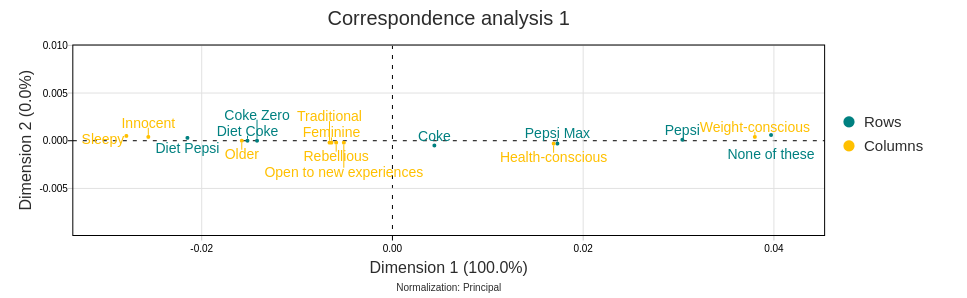 Correspondence analysis 1
Dimension 2 (0.0%)
0.010
0.005
0.000
-0.005
Sleepy
Innocent
Diet Pepsi
Coke Zero
Diet Coke
Older
Traditional
Feminine
Rebellious
Open to new experiences
Coke
Pepsi Max
Health-conscious
Pepsi
Weight-conscious
None of these
Rows
Columns
-0.02
0.00
0.02
0.04
Dimension 1 (100.0%)
Normalization: Principal